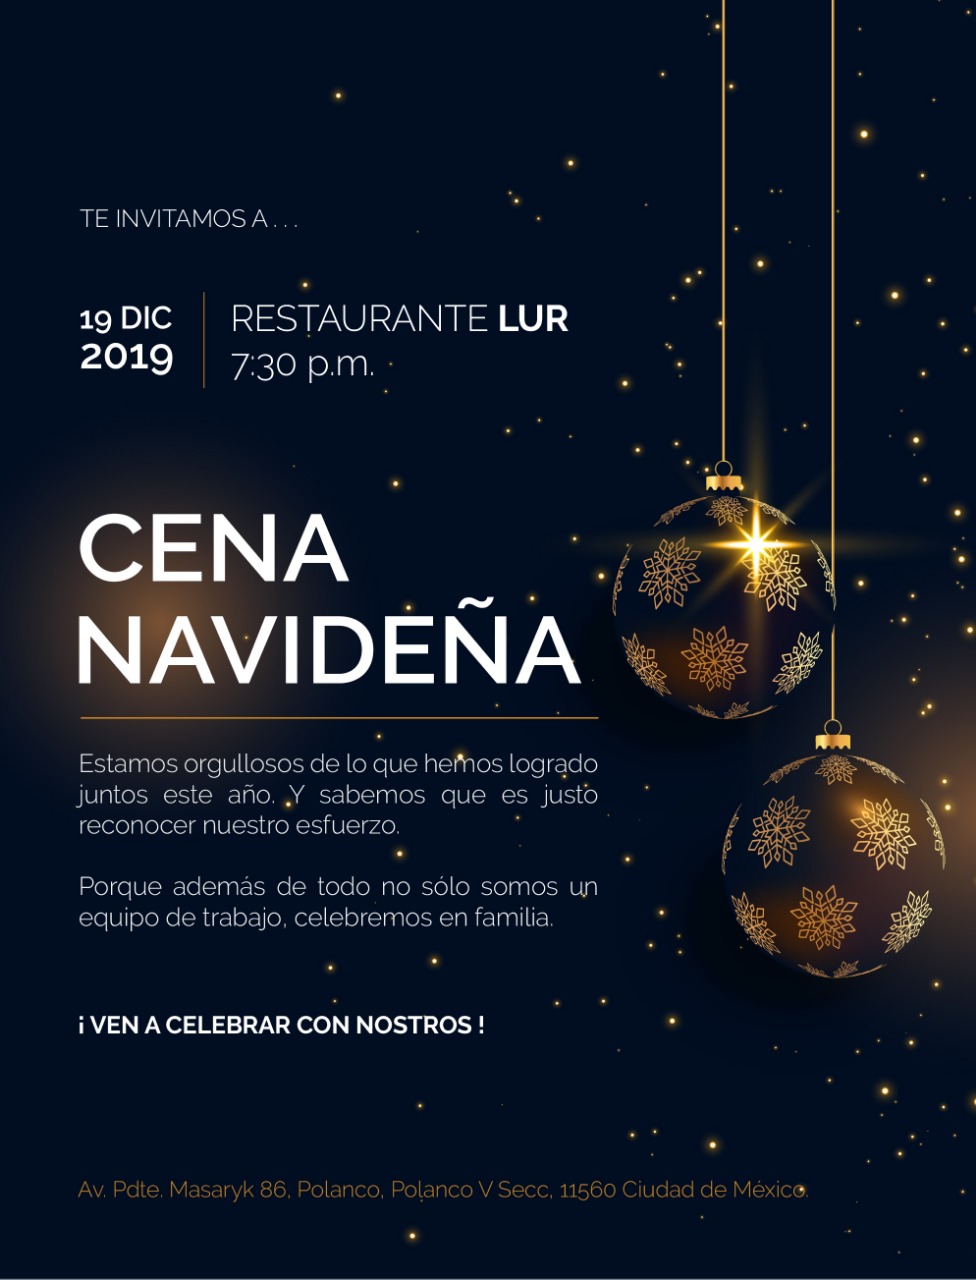 TE INVITAMOS A . . .
19 DIC
2019
RESTAURANTE LUR
7:30 p.m.
CENA
NAVIDEÑA
Estamos orgullosos de lo que hemos logrado
juntos este año. Y sabemos que es justo
reconocer nuestro esfuerzo.
Porque además de todo no sólo somos un
equipo de trabajo, celebremos en familia.
¡ VEN A CELEBRAR CON NOSTROS !
Av. Pdte. Masaryk 86, Polanco, Polanco V Secc, 11560 Ciudad de México.